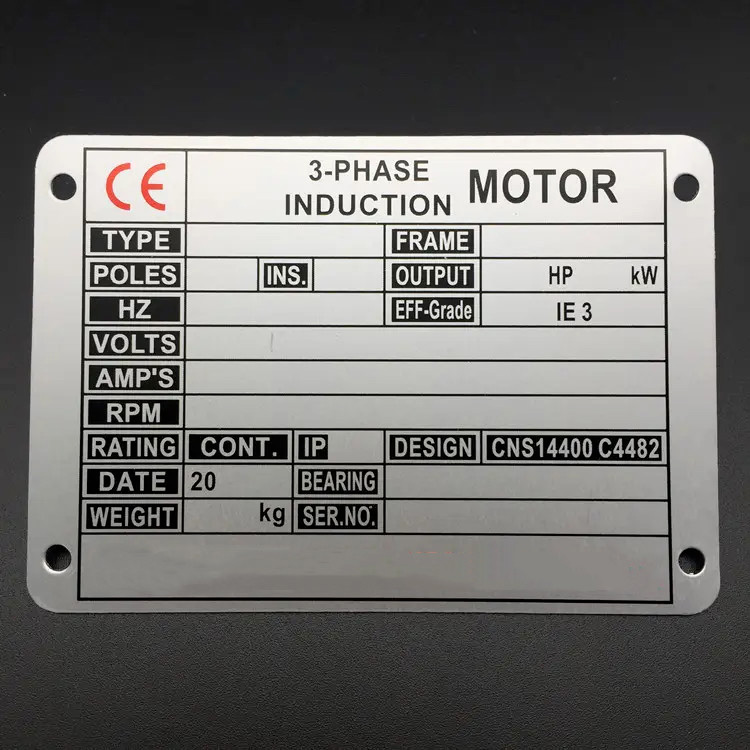 CE
3-PHASE
INDUCTION MOTOR
TYPE FRAME
POLES INS. OUTPUT HP kW
HZ EFF-Grade IE 3
VOLTS
AMP'S
RPM
RATING CONT. IP DESIGN CNS14400 C4482
DATE 20 BEARING
WEIGHT kg SER.NO.